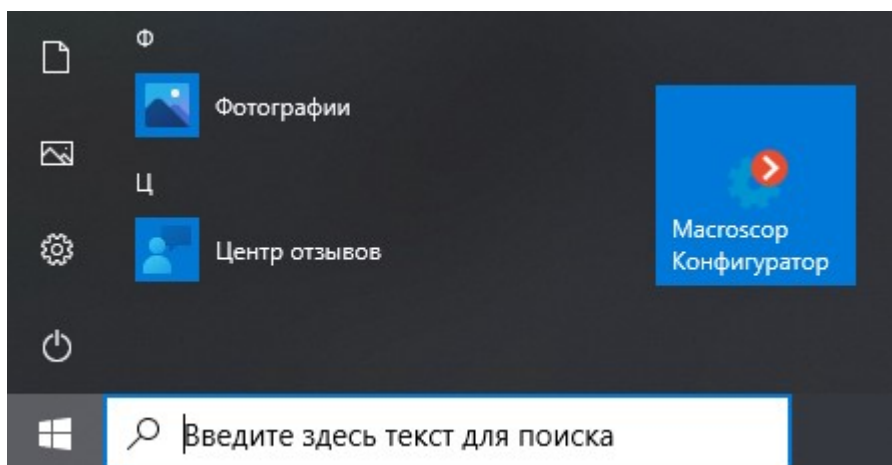 Ф
Фотографии
Ц
Центр отзывов
Macroscop
Конфигуратор
Введите здесь текст для поиска